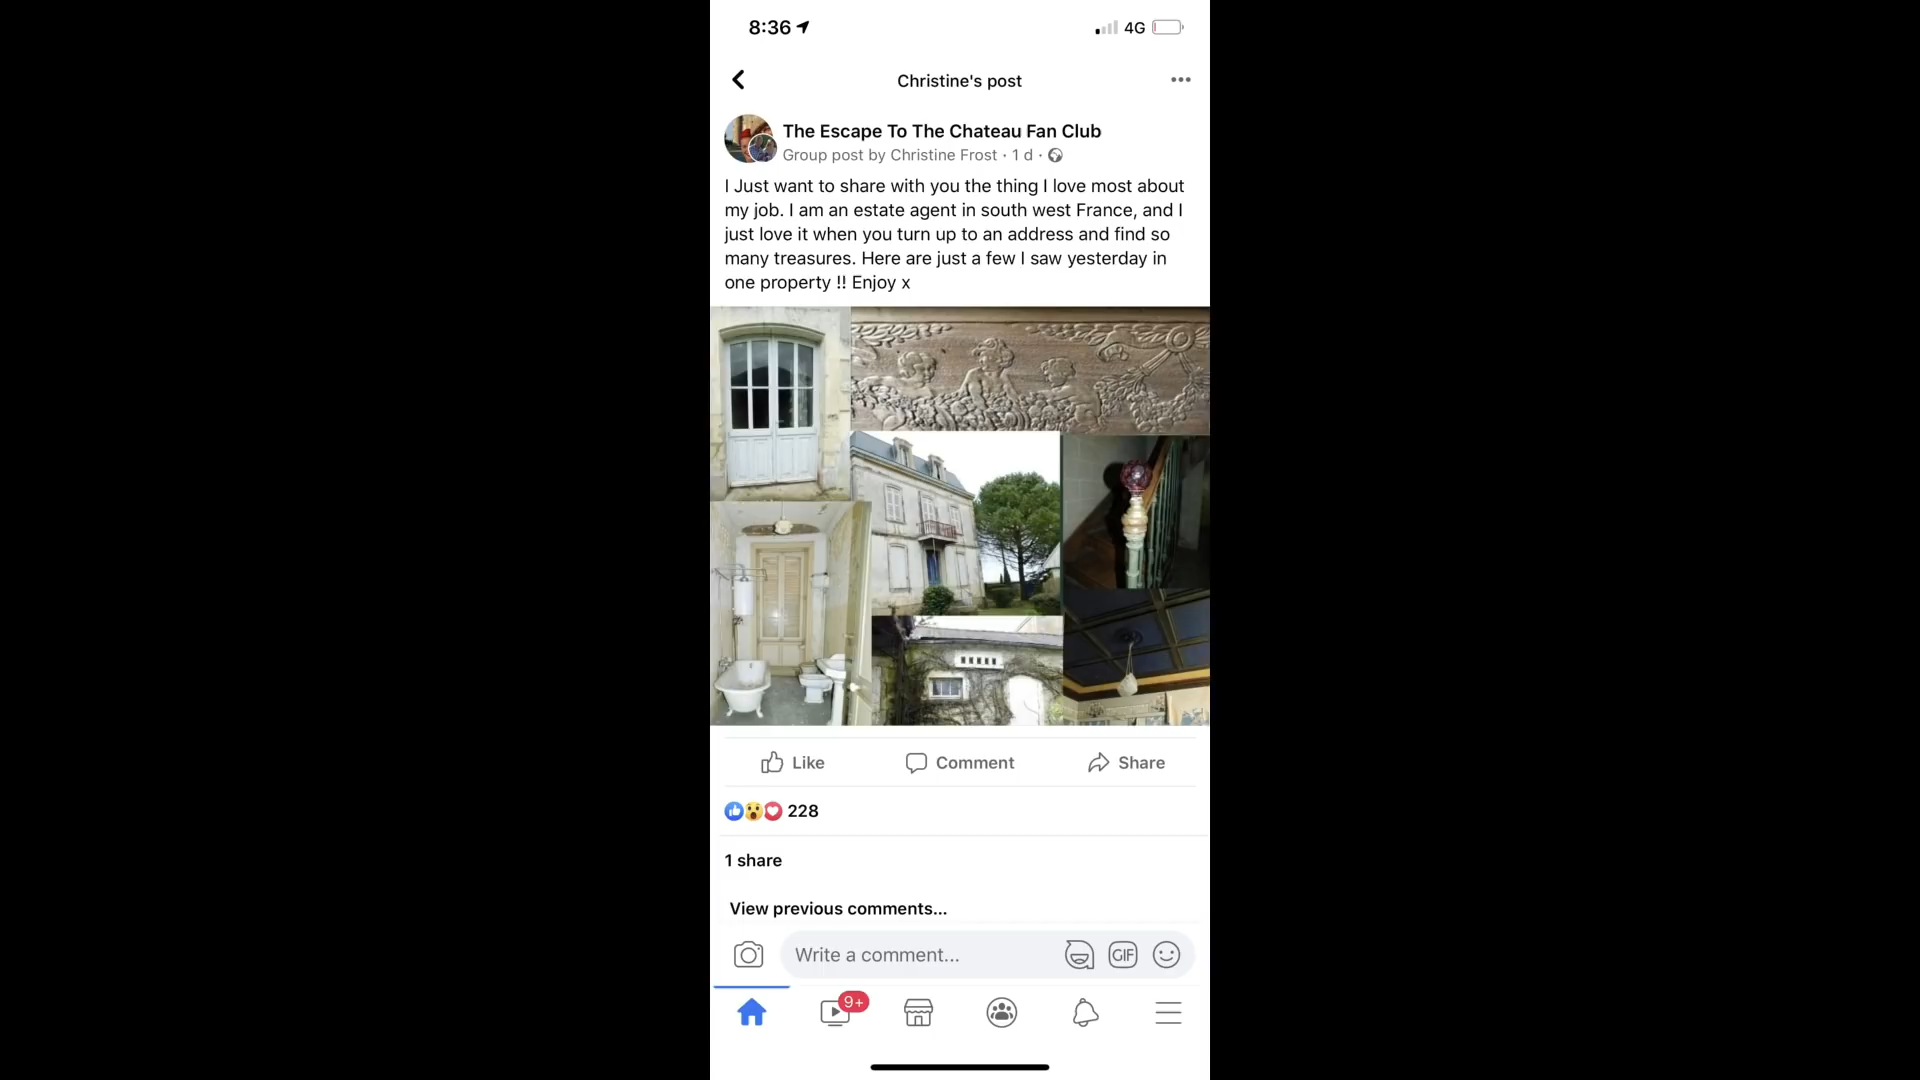 8:36
4G
Christine's post
The Escape To The Chateau Fan Club
Group post by Christine Frost · 1 d ·
I Just want to share with you the thing I love most about
my job. I am an estate agent in south west France, and I
just love it when you turn up to an address and find so
many treasures. Here are just a few I saw yesterday in
one property !! Enjoy x
Like
Comment
Share
228
1 share
View previous comments...
Write a comment...
GIF
9+